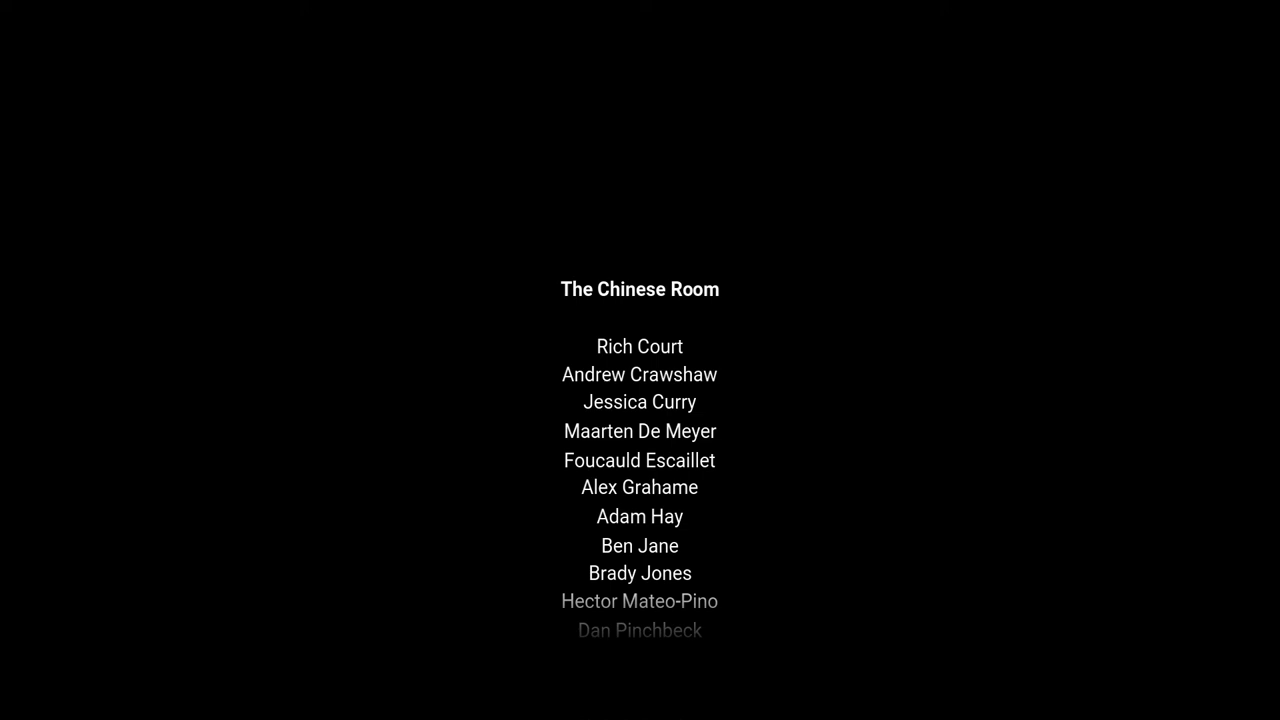 The Chinese Room
Rich Court
Andrew Crawshaw
Jessica Curry
Maarten De Meyer
Foucauld Escaillet
Alex Grahame
Adam Hay
Ben Jane
Brady Jones
Hector Mateo-Pino
Dan Pinchbeck